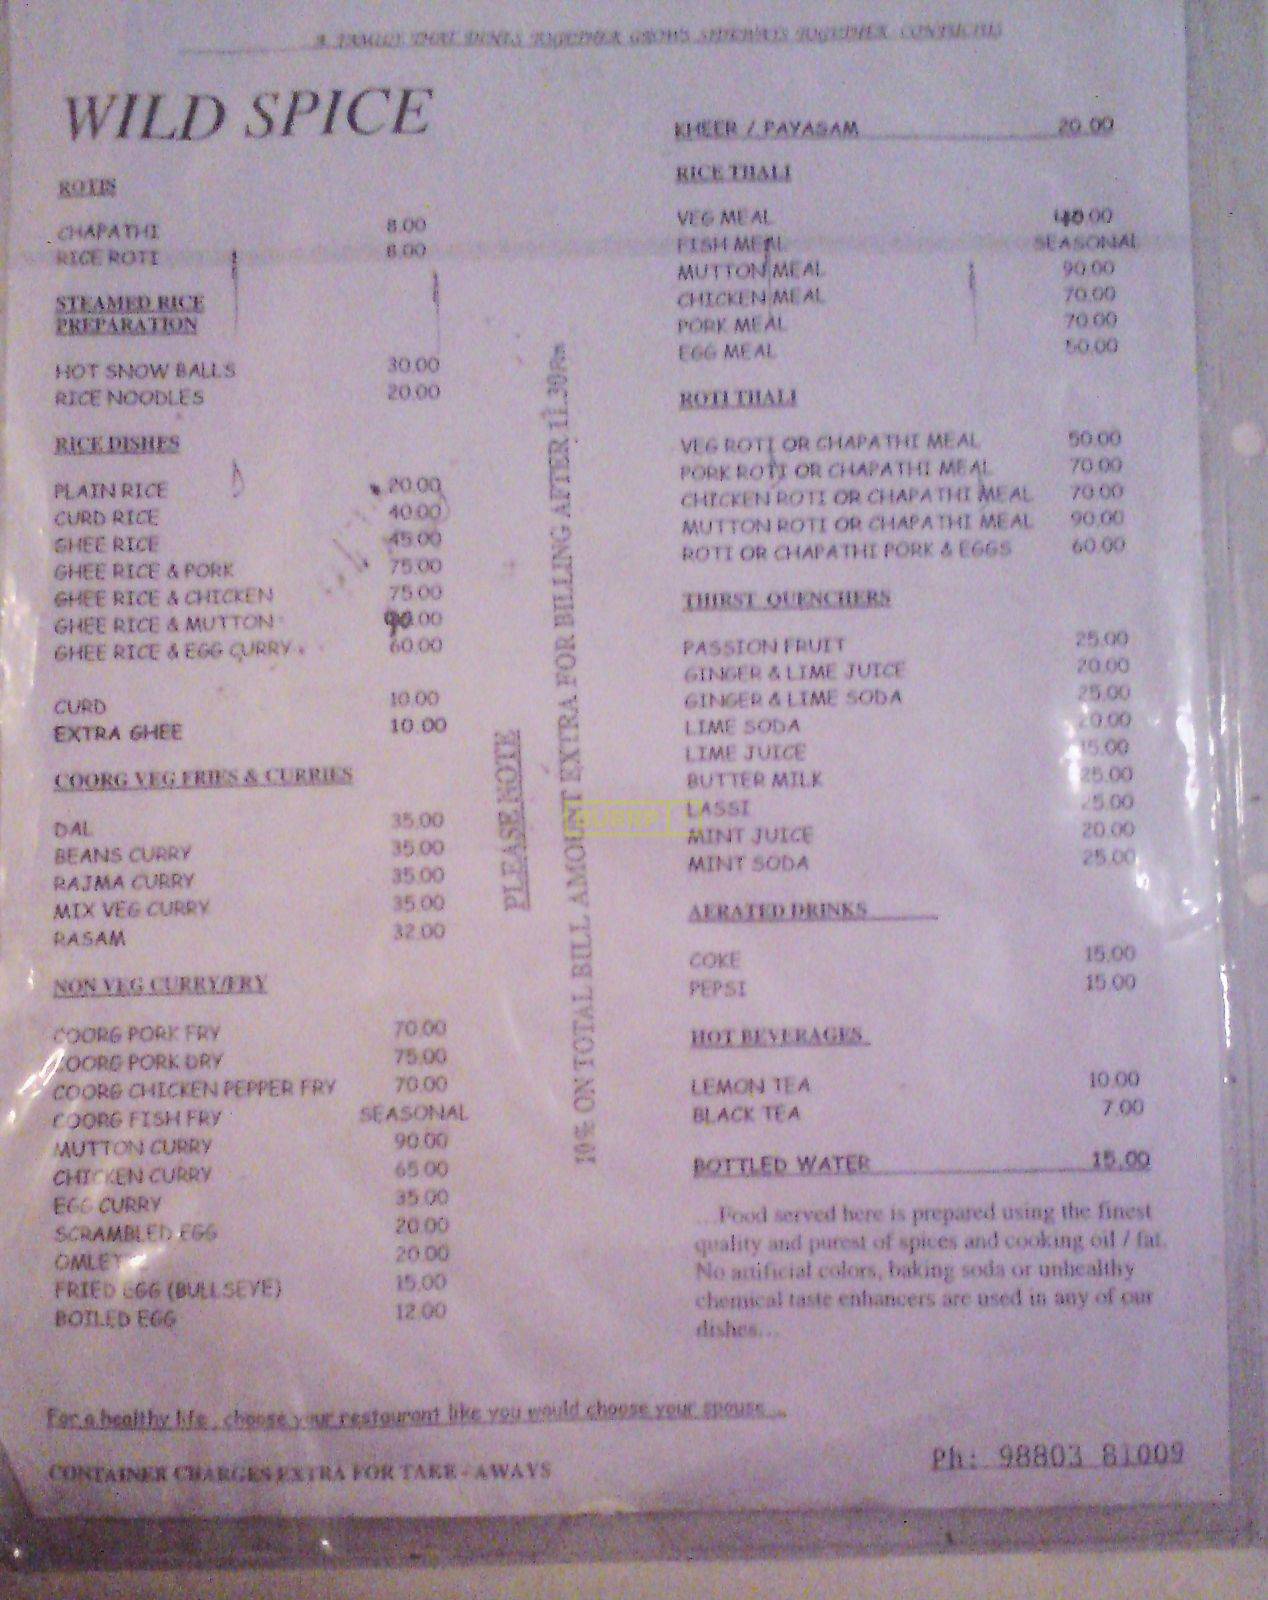 A FAMILY THAT DINES TOGETHER GROWS SIDEWAYS TOGETHER CONFUCIUS
WILD SPICE
ROTIS
CHAPATHI 8.00
RICE ROTI 8.00
STEAMED RICE
PREPARATION
HOT SNOW BALLS 30.00
RICE NOODLES 20.00
RICE DISHES
PLAIN RICE 20.00
CURD RICE 40.00
GHEE RICE 45.00
GHEE RICE & PORK 75.00
GHEE RICE & CHICKEN 75.00
GHEE RICE & MUTTON 90.00
GHEE RICE & EGG CURRY 60.00
CURD 10.00
EXTRA GHEE 10.00
COORG VEG FRIES & CURRIES
DAL 35.00
BEANS CURRY 35.00
RAJMA CURRY 35.00
MIX VEG CURRY 35.00
RASAM 32.00
NON VEG CURRY/FRY
COORG PORK FRY 70.00
COORG PORK DRY 75.00
COORG CHICKEN PEPPER FRY 70.00
COORG FISH FRY SEASONAL
MUTTON CURRY 90.00
CHICKEN CURRY 65.00
EGG CURRY 35.00
SCRAMBLED EGG 20.00
20.00
FRIED EGG (BULLSEYE) 15.00
BOILED EGG 12.00
PLEASE NOTE
10% ON TOTAL BILL AMOUNT EXTRA FOR BILLING AFTER 11.30Pm
KHEER / PAYASAM 20.00
RICE THALI
VEG MEAL 40.00
FISH MEAL SEASONAL
MUTTON MEAL 90.00
CHICKEN MEAL 70.00
PORK MEAL 70.00
EGG MEAL 50.00
ROTI THALI
VEG ROTI OR CHAPATHI MEAL 50.00
PORK ROTI OR CHAPATHI MEAL 70.00
CHICKEN ROTI OR CHAPATHI MEAL 70.00
MUTTON ROTI OR CHAPATHI MEAL 90.00
ROTI OR CHAPATHI PORK & EGGS 60.00
THIRST QUENCHERS
PASSION FRUIT 25.00
GINGER & LIME JUICE 20.00
GINGER & LIME SODA 25.00
LIME SODA 20.00
LIME JUICE 15.00
BUTTER MILK 25.00
LASSI
MINT JUICE 20.00
MINT SODA 25.00
AERATED DRINKS
COKE 15.00
PEPSI 15.00
HOT BEVERAGES
LEMON TEA 10.00
BLACK TEA 7.00
BOTTLED WATER 15.00
...Food served here is prepared using the finest
quality and purest of spices and cooking oil / fat.
No artificial colors, baking soda or unhealthy
chemical taste enhancers are used in any of our
dishes...
For a healthy life , choose your restaurant like you would choose your spouse ...
CONTAINER CHARGES EXTRA FOR TAKE - AWAYS
Ph: 98803 81009